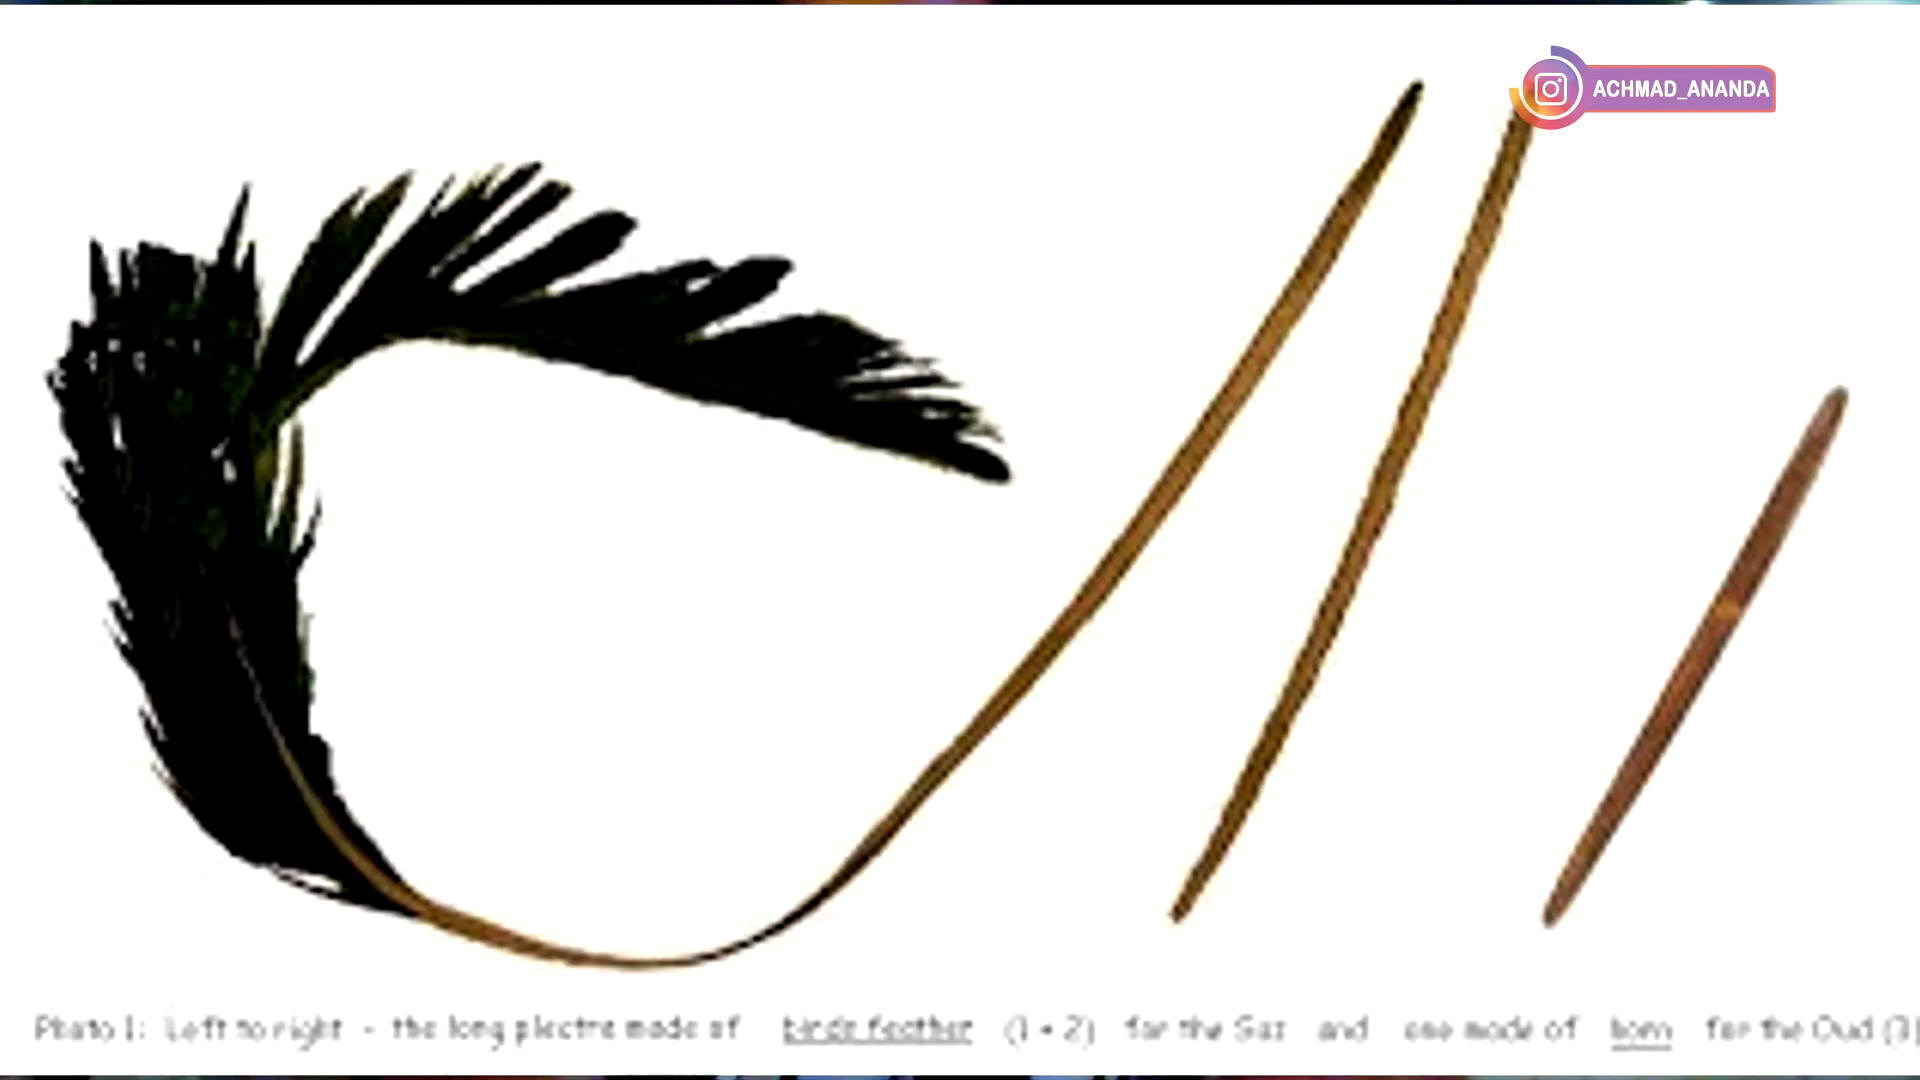 ACHMAD_ANANDA
Photo 1: Left to right - the long plectre made of birds feather (1+2) for the Saz and one made of horn for the Oud (3)